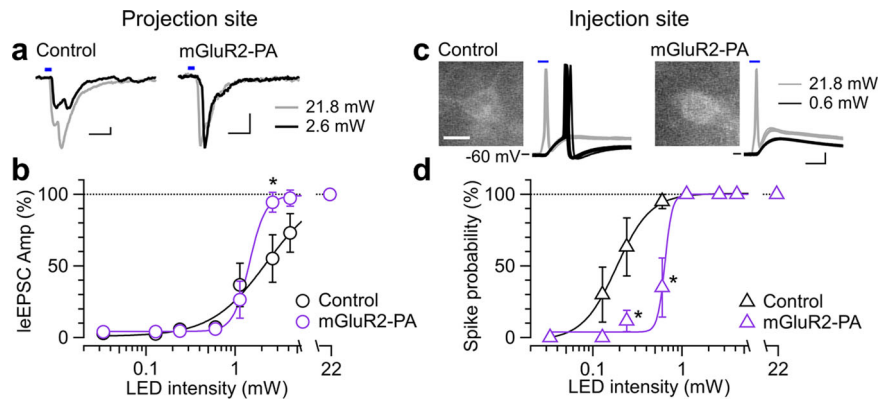 Projection site
Injection site
a
Control
mGluR2-PA
21.8 mW
2.6 mW
c
Control
mGluR2-PA
21.8 mW
0.6 mW
-60 mV
b
leEPSC Amp (%)
100
50
0
*
Control
mGluR2-PA
0.1
1
22
LED intensity (mW)
d
Spike probability (%)
100
50
0
*
*
Control
mGluR2-PA
0.1
1
22
LED intensity (mW)